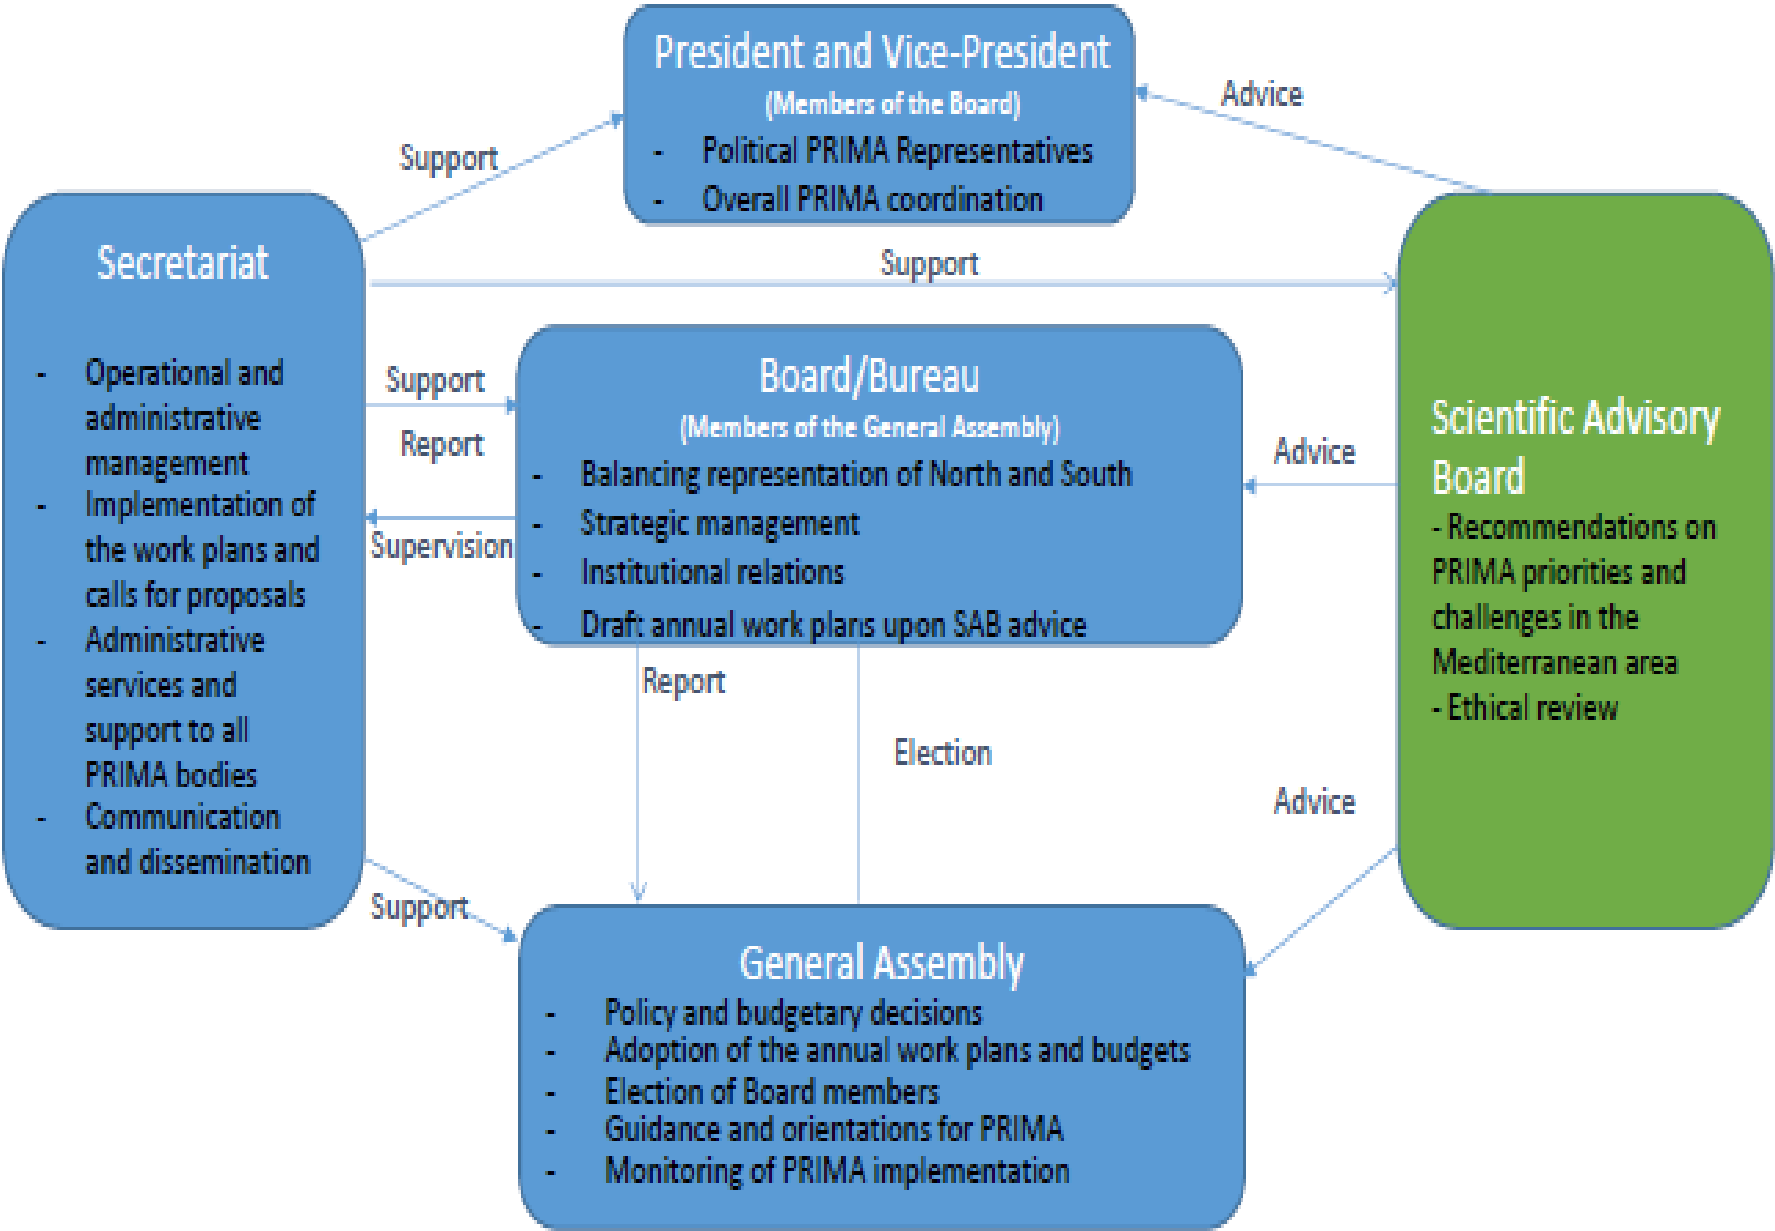 President and Vice-President
(Members of the Board)
- Political PRIMA Representatives
- Overall PRIMA coordination
Advice
Support
Secretariat
- Operational and
administrative
management
- Implementation of
the work plans and
calls for proposals
- Administrative
services and
support to all
PRIMA bodies
- Communication
and dissemination
Support
Support
Report
Supervision
Board/Bureau
(Members of the General Assembly)
- Balancing representation of North and South
- Strategic management
- Institutional relations
- Draft annual work plans upon SAB advice
Advice
Scientific Advisory
Board
- Recommendations on
PRIMA priorities and
challenges in the
Mediterranean area
- Ethical review
Report
Election
Advice
Support
General Assembly
- Policy and budgetary decisions
- Adoption of the annual work plans and budgets
- Election of Board members
- Guidance and orientations for PRIMA
- Monitoring of PRIMA implementation